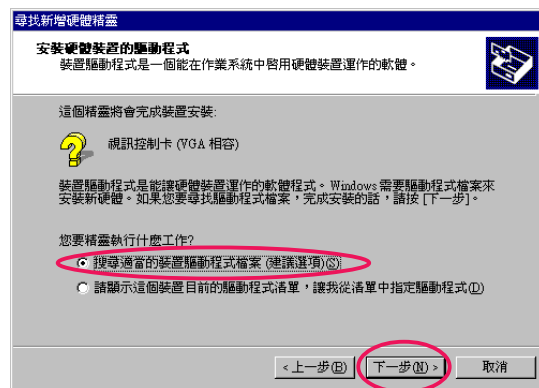 尋找新增硬體精靈
安裝硬體裝置的驅動程式
裝置驅動程式是一個能在作業系統中啓用硬體裝置運作的軟體。
這個精靈將會完成裝置安裝:
視訊控制卡 (VGA 相容)
裝置驅動程式是能讓硬體裝置運作的軟體程式。Windows 需要驅動程式檔案來
安裝新硬體。如果您要尋找驅動程式檔案，完成安裝的話，請按 [下一步]。
您要精靈執行什麼工作?
搜尋適當的裝置驅動程式檔案 (建議選項)(S)
請顯示這個裝置目前的驅動程式清單，讓我從清單中指定驅動程式(D)
<上一步(B) 下一步(N)> 取消